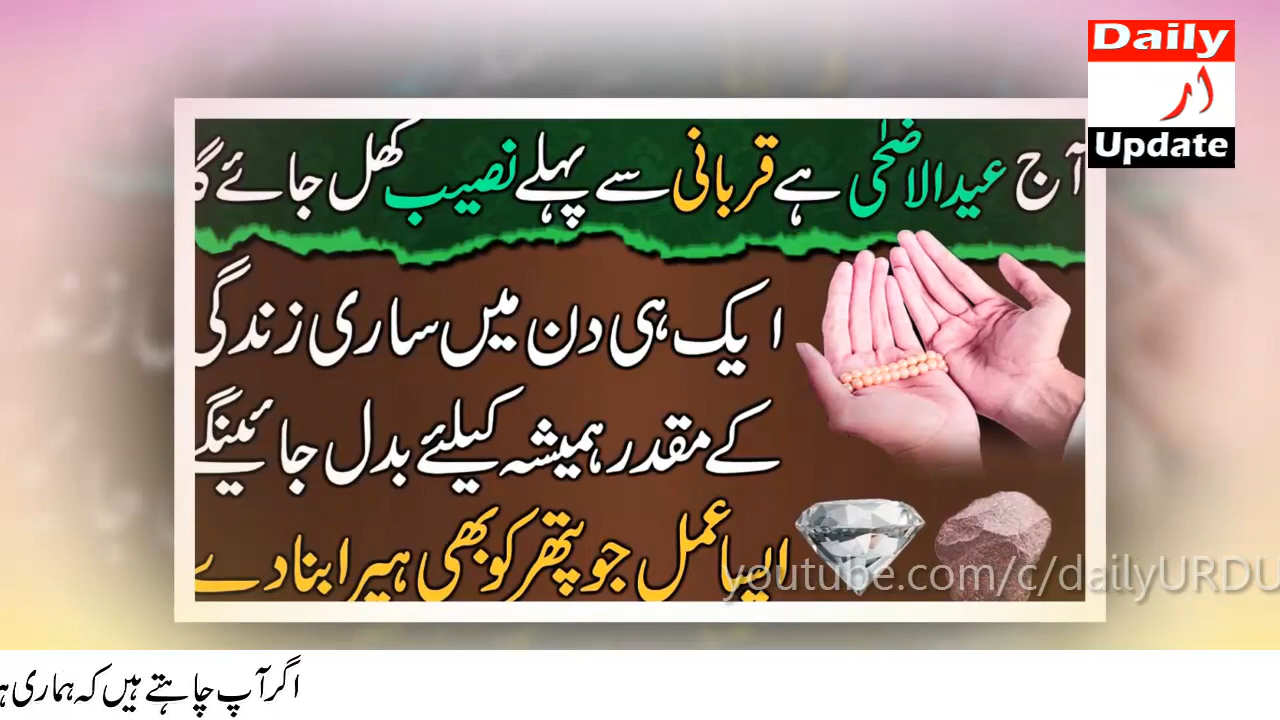 Daily
ار
Update
آج عیدالاضحٰی ہے قربانی سے پہلے نصیب کھل جائے گا
ایک ہی دن میں ساری زندگی
کے مقدر ہمیشہ کیلئے بدل جائینگے
ایسا عمل جو پتھر کو بھی ہیرا بنا دے
youtube.com/c/dailyURDU
اگر آپ چاہتے ہیں کہ ہماری